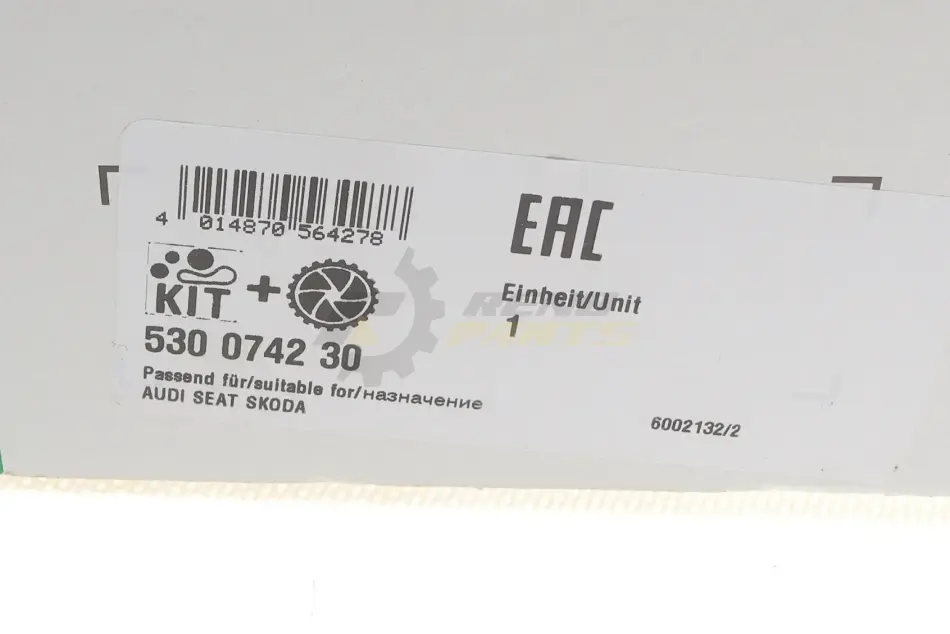 4 014870 564278
EAC
KIT +
Einheit/Unit
1
530 0742 30
Passend für/suitable for/назначение
AUDI SEAT SKODA
6002132/2
PARTS